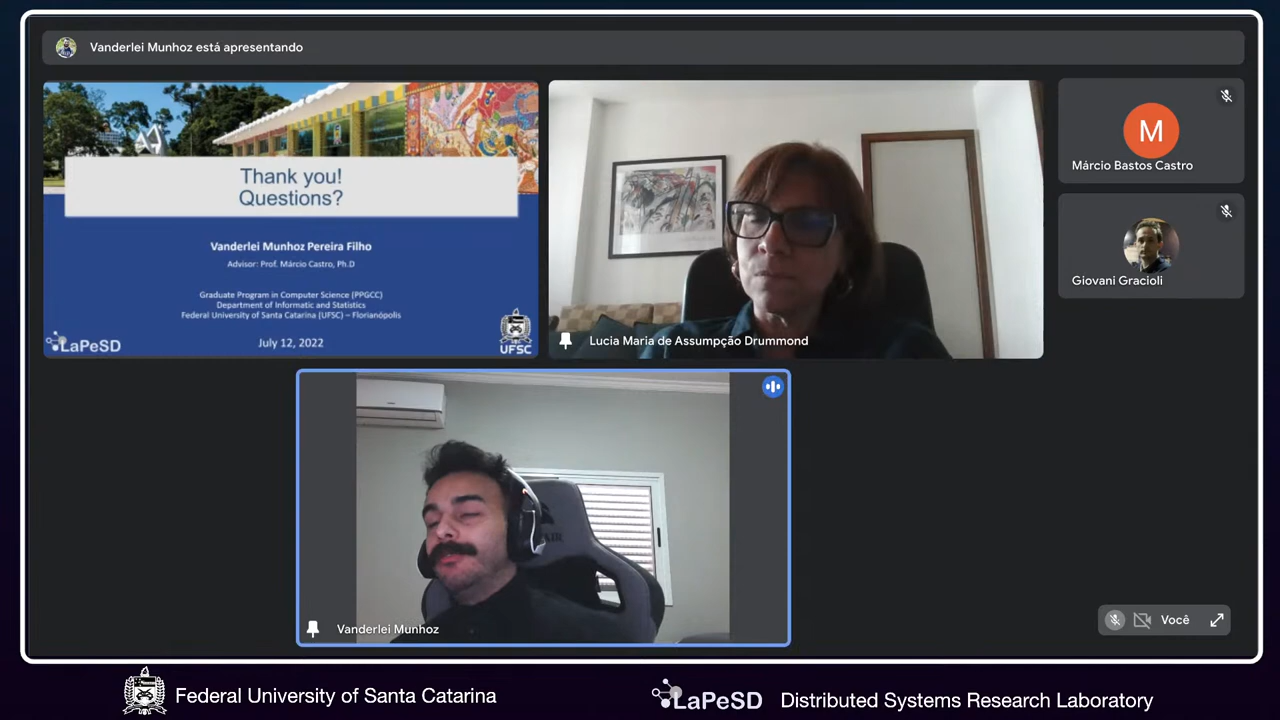 Vanderlei Munhoz está apresentando
Thank you!
Questions?
Vanderlei Munhoz Pereira Filho
Advisor: Prof. Márcio Castro, Ph.D
Graduate Program in Computer Science (PPGCC)
Department of Informatic and Statistics
Federal University of Santa Catarina (UFSC) – Florianópolis
July 12, 2022
LaPeSD
UFSC
Lucia Maria de Assumpção Drummond
M
Márcio Bastos Castro
Giovani Gracioli
Vanderlei Munhoz
Você
Federal University of Santa Catarina
LaPeSD
Distributed Systems Research Laboratory